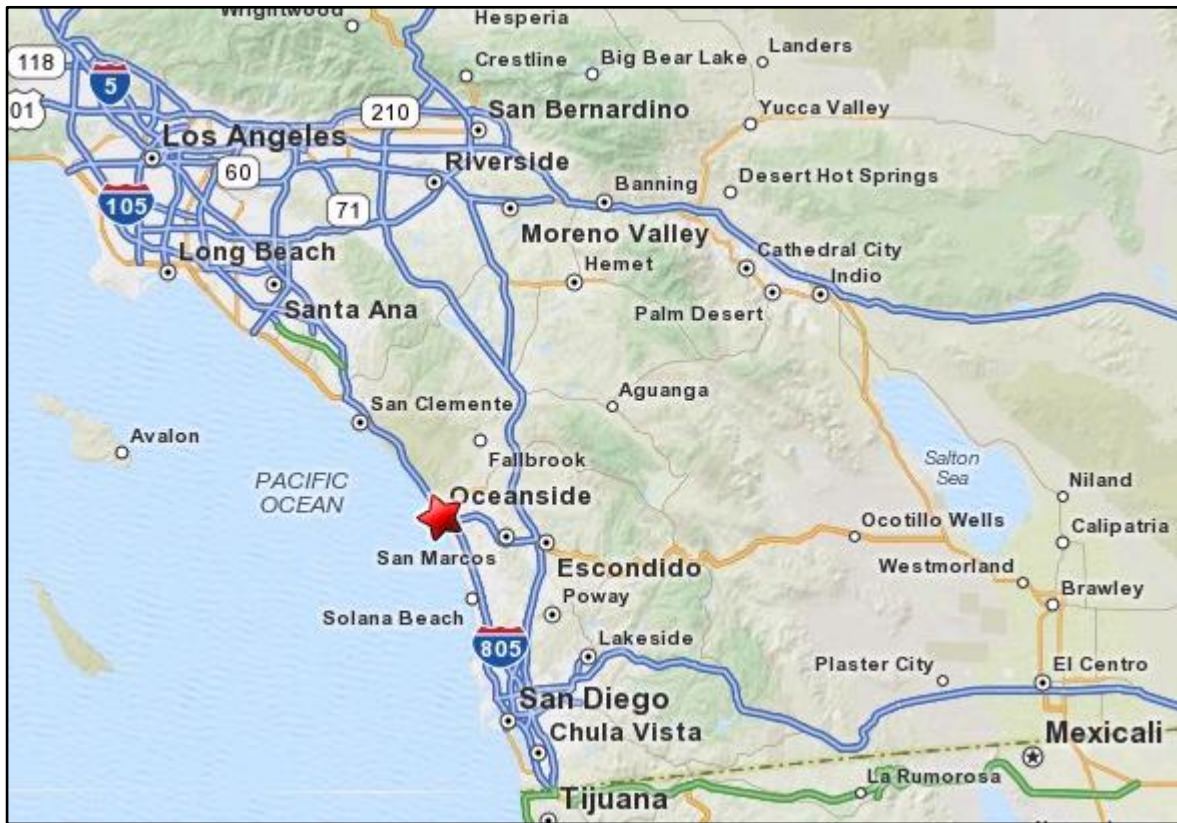 Wrightwood
Hesperia
Crestline
Big Bear Lake
Landers
118
5
01
210
San Bernardino
Yucca Valley
Los Angeles
60
Riverside
Banning
Desert Hot Springs
105
71
Moreno Valley
Long Beach
Hemet
Cathedral City
Indio
Santa Ana
Palm Desert
San Clemente
Aguanga
Avalon
Fallbrook
PACIFIC
OCEAN
Salton
Sea
Niland
Oceanside
Ocotillo Wells
Calipatria
San Marcos
Escondido
Westmorland
Brawley
Solana Beach
Poway
805
Lakeside
Plaster City
El Centro
San Diego
Chula Vista
Mexicali
La Rumorosa
Tijuana